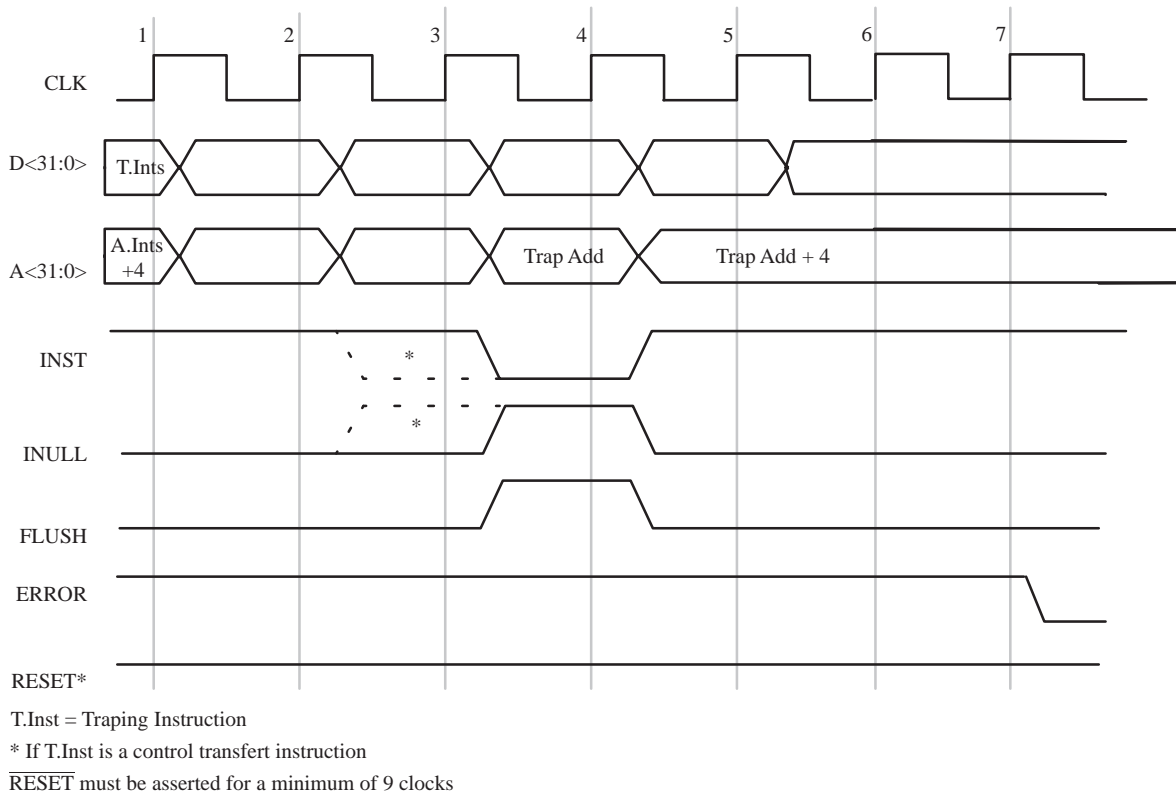 1 2 3 4 5 6 7
CLK
D<31:0>
T.Ints
A<31:0>
A.Ints
+4
Trap Add
Trap Add + 4
INST
*
*
INULL
FLUSH
ERROR
RESET*
T.Inst = Traping Instruction
* If T.Inst is a control transfert instruction
RESET must be asserted for a minimum of 9 clocks